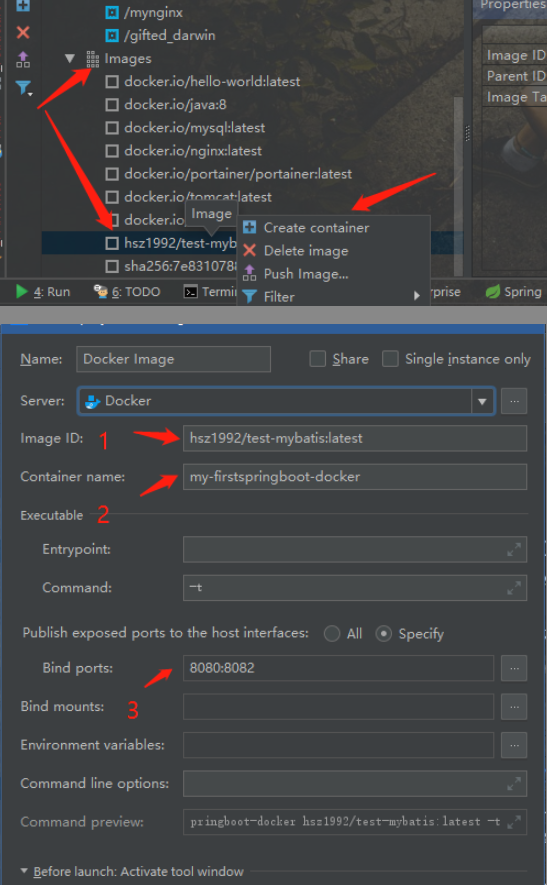 /mynginx
Properties
/gifted_darwin
Images
Image ID
docker.io/hello-world:latest
Parent ID
docker.io/java:8
Image Ta
docker.io/mysql:latest
docker.io/nginx:latest
docker.io/portainer/portainer:latest
docker.io/tomcat:latest
docker.io
Image
Create container
hsz1992/test-myb
Delete image
sha256:7e831078
Push Image...
4: Run
6: TODO
Termi
Filter
rprise
Spring
Name:
Docker Image
Share
Single instance only
Server:
Docker
Image ID:
1
hsz1992/test-mybatis:latest
Container name:
my-firstspringboot-docker
Executable
2
Entrypoint:
Command:
-t
Publish exposed ports to the host interfaces:
All
Specify
Bind ports:
8080:8082
Bind mounts:
3
Environment variables:
Command line options:
Command preview:
pringboot-docker hsz1992/test-mybatis:latest -t
Before launch: Activate tool window